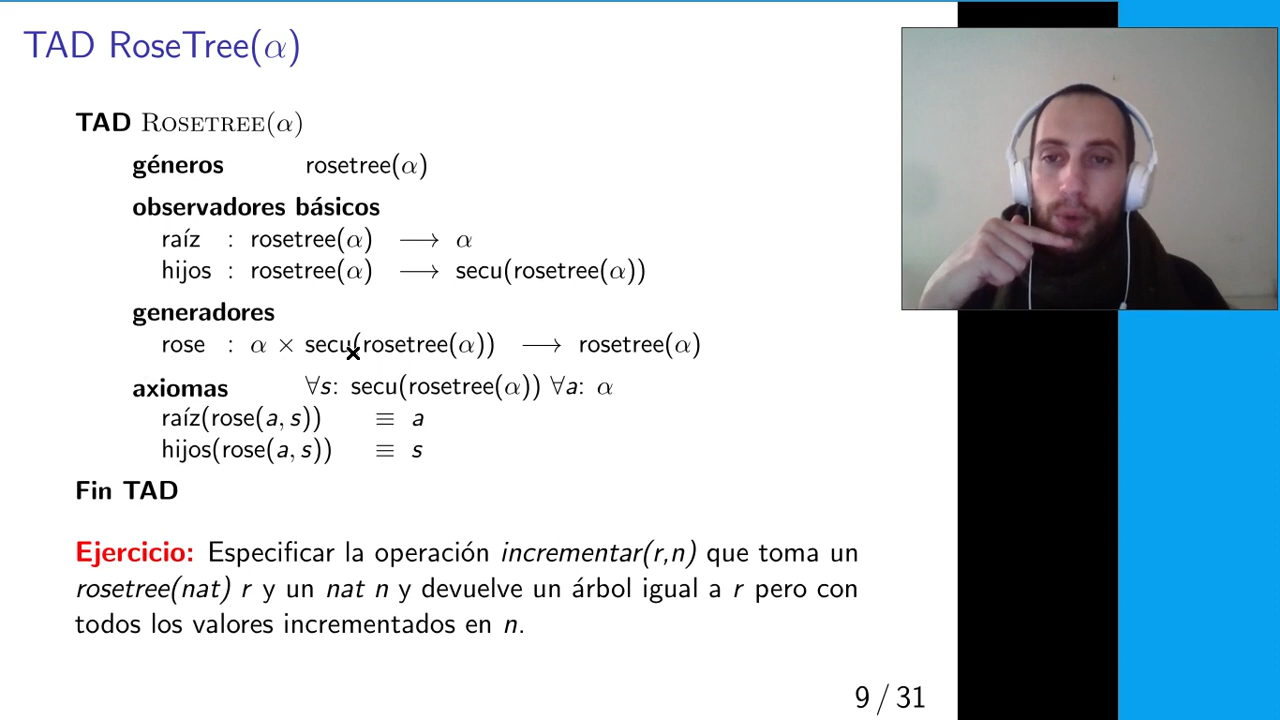 TAD RoseTree(α)
TAD Rosetree(α)
géneros rosetree(α)
observadores básicos
raíz : rosetree(α) ⟶ α
hijos : rosetree(α) ⟶ secu(rosetree(α))
generadores
rose : α × secu(rosetree(α)) ⟶ rosetree(α)
axiomas ∀s: secu(rosetree(α)) ∀a: α
raíz(rose(a, s)) ≡ a
hijos(rose(a, s)) ≡ s
Fin TAD
Ejercicio: Especificar la operación incrementar(r,n) que toma un
rosetree(nat) r y un nat n y devuelve un árbol igual a r pero con
todos los valores incrementados en n.
9 / 31